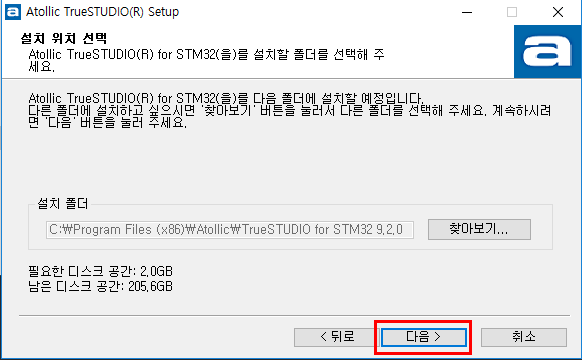 Atollic TrueSTUDIO(R) Setup
설치 위치 선택
Atollic TrueSTUDIO(R) for STM32(을)를 설치할 폴더를 선택해 주
세요.
a
Atollic TrueSTUDIO(R) for STM32(을)를 다음 폴더에 설치할 예정입니다.
다른 폴더에 설치하고 싶으시면 '찾아보기' 버튼을 눌러서 다른 폴더를 선택해 주세요. 계속하시려
면 '다음' 버튼을 눌러 주세요.
설치 폴더
C:₩Program Files (x86)₩Atollic₩TrueSTUDIO for STM32 9.2.0
찾아보기...
필요한 디스크 공간: 2.0GB
남은 디스크 공간: 205.6GB
< 뒤로
다음 >
취소